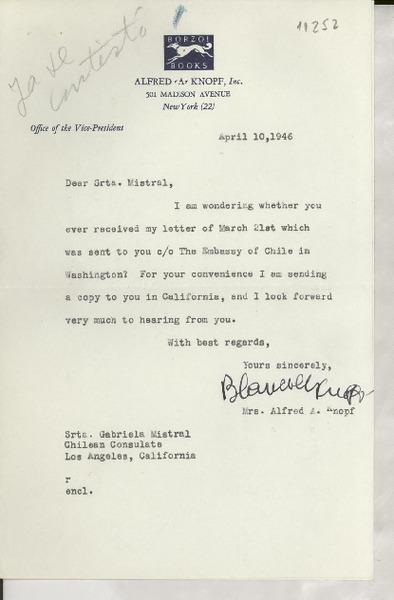 Ya se
contestó
11252
BORZOI
BOOKS
ALFRED · A · KNOPF, Inc.
501 MADISON AVENUE
New York (22)
Office of the Vice-President
April 10,1946
Dear Srta. Mistral,
I am wondering whether you
ever received my letter of March 21st which
was sent to you c/o The Embassy of Chile in
Washington? For your convenience I am sending
a copy to you in California, and I look forward
very much to hearing from you.
With best regards,
Yours sincerely,
Blanche Knopf
Mrs. Alfred A. Knopf
Srta. Gabriela Mistral
Chilean Consulate
Los Angeles, California
r
encl.